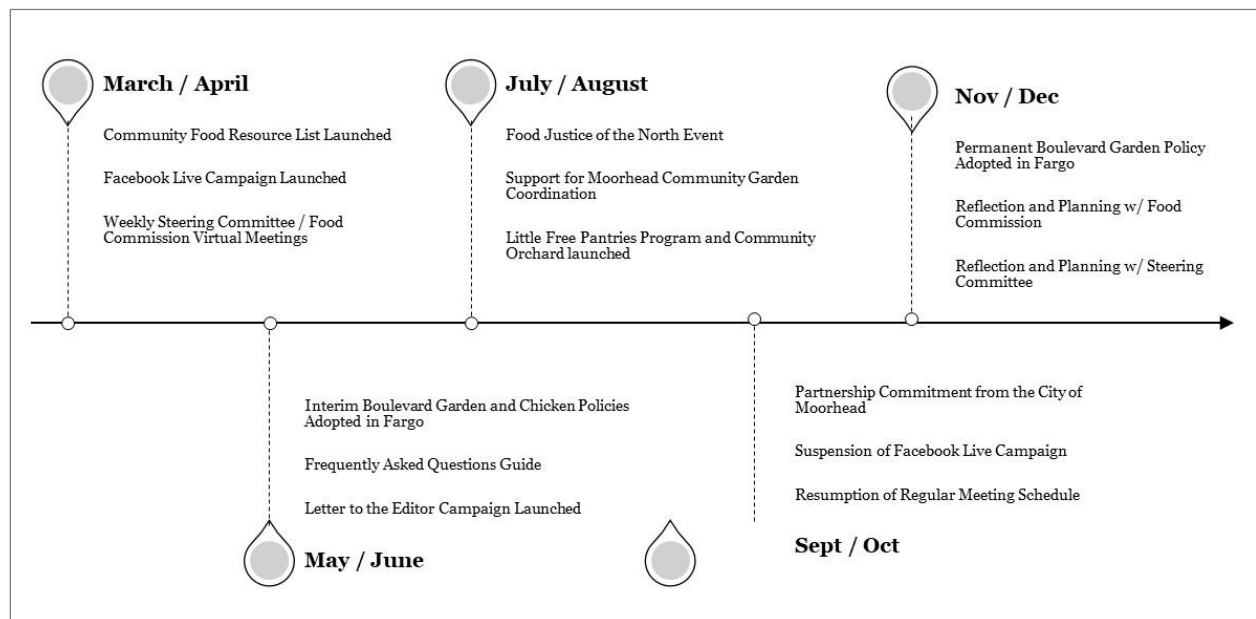 March / April
Community Food Resource List Launched
Facebook Live Campaign Launched
Weekly Steering Committee / Food
Commission Virtual Meetings
July / August
Food Justice of the North Event
Support for Moorhead Community Garden
Coordination
Little Free Pantries Program and Community
Orchard launched
Nov / Dec
Permanent Boulevard Garden Policy
Adopted in Fargo
Reflection and Planning w/ Food
Commission
Reflection and Planning w/ Steering
Committee
Interim Boulevard Garden and Chicken Policies
Adopted in Fargo
Frequently Asked Questions Guide
Letter to the Editor Campaign Launched
May / June
Partnership Commitment from the City of
Moorhead
Suspension of Facebook Live Campaign
Resumption of Regular Meeting Schedule
Sept / Oct